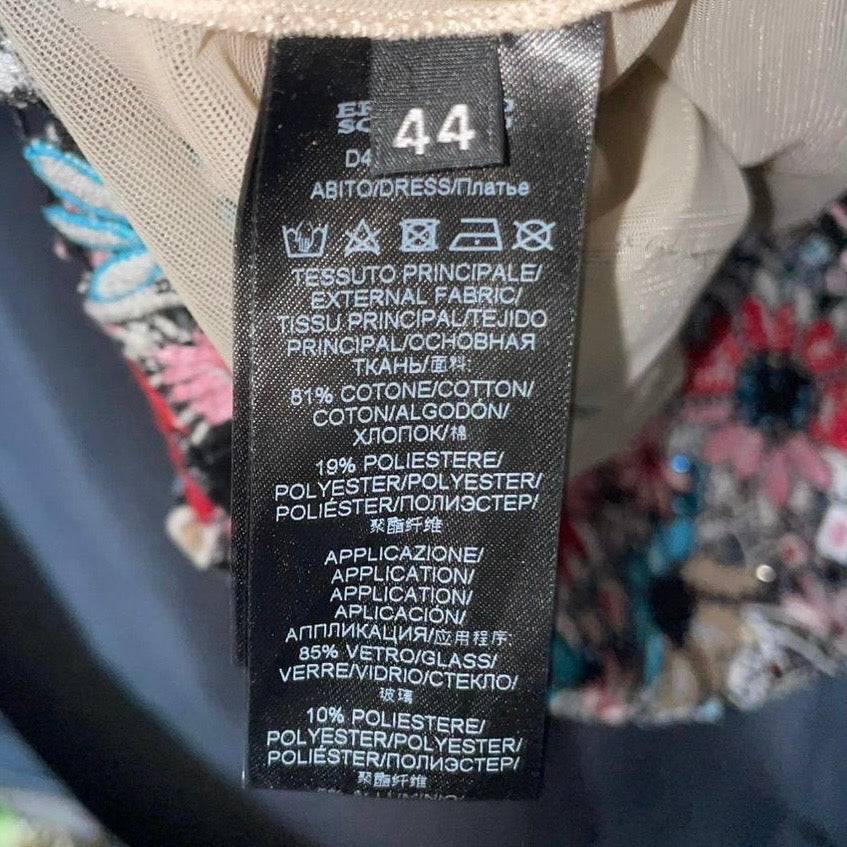 44
D4
ABITO/DRESS/Платье
TESSUTO PRINCIPALE/
EXTERNAL FABRIC/
TISSU PRINCIPAL/TEJIDO
PRINCIPAL/ОСНОВНАЯ
ТКАНЬ/面料:
81% COTONE/COTTON/
COTON/ALGODÓN/
ХЛОПОК/棉
19% POLIESTERE/
POLYESTER/POLYESTER/
POLIÉSTER/ПОЛИЭСТЕР/
聚酯纤维
APPLICAZIONE/
APPLICATION/
APPLICATION/
APLICACIÓN/
АППЛИКАЦИЯ/应用程序:
85% VETRO/GLASS/
VERRE/VIDRIO/СТЕКЛО/
玻璃
10% POLIESTERE/
POLYESTER/POLYESTER/
POLIÉSTER/ПОЛИЭСТЕР/
聚酯纤维